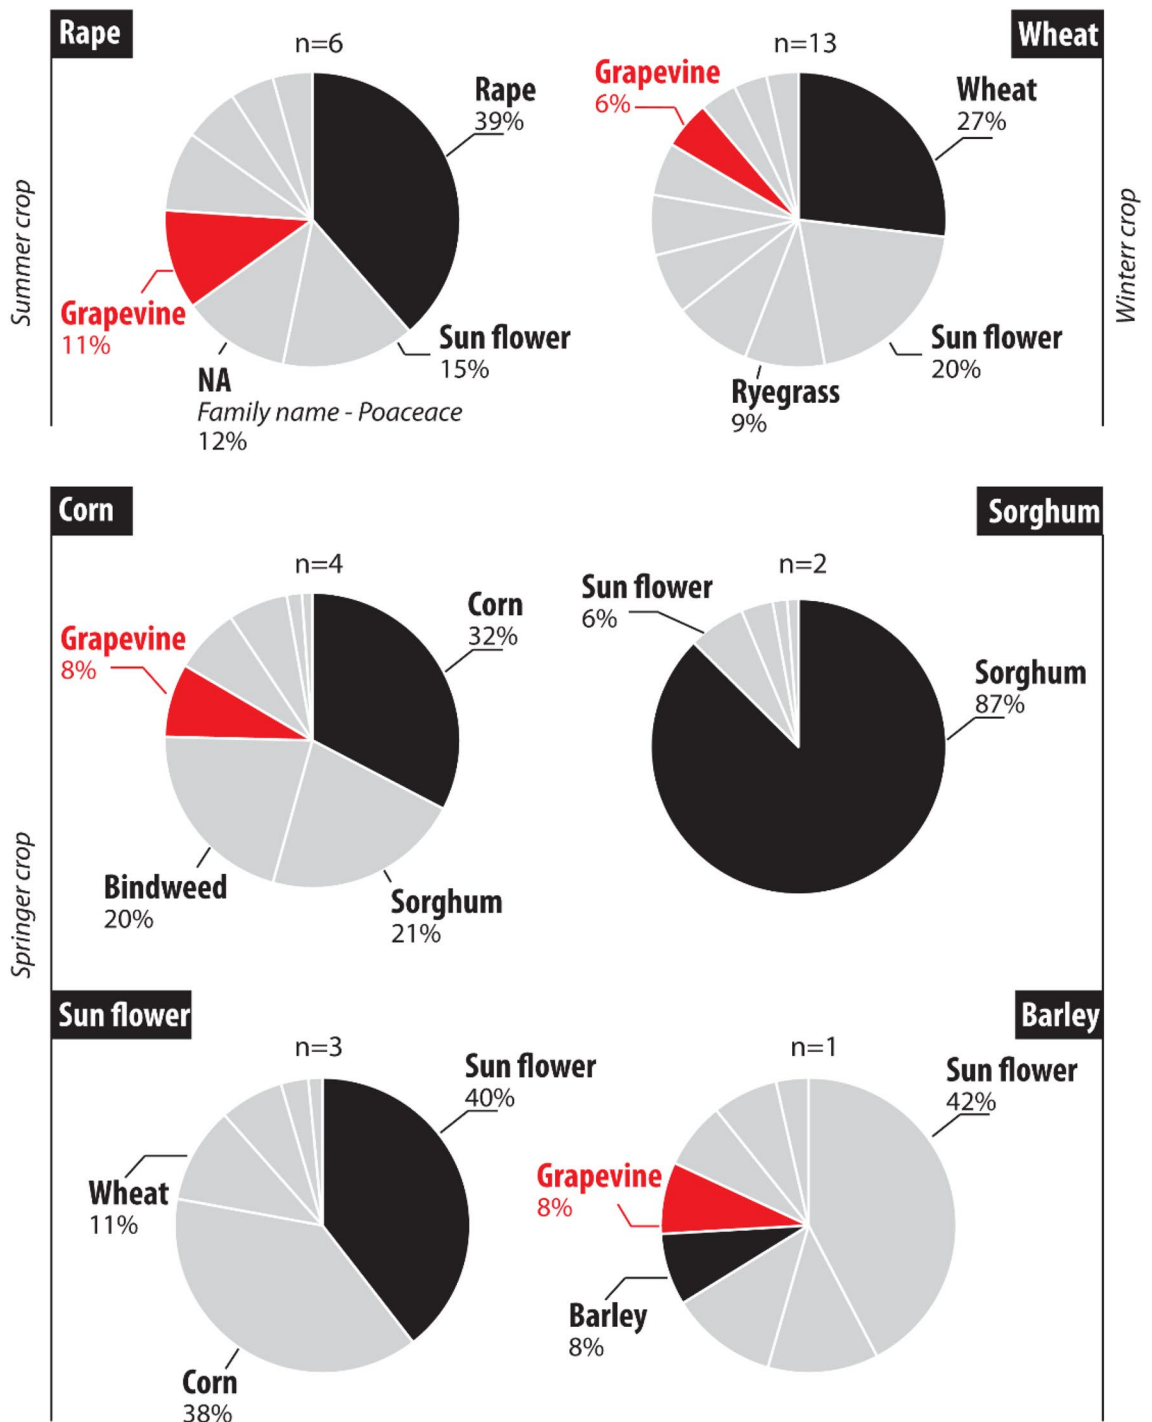 Rape
n=6
Rape
39%
Sun flower
15%
NA
Family name - Poaceace
12%
Grapevine
11%
Summer crop
Wheat
n=13
Grapevine
6%
Wheat
27%
Sun flower
20%
Ryegrass
9%
Winterr crop
Corn
n=4
Corn
32%
Grapevine
8%
Bindweed
20%
Sorghum
21%
Sorghum
n=2
Sun flower
6%
Sorghum
87%
Springer crop
Sun flower
n=3
Sun flower
40%
Wheat
11%
Corn
38%
Barley
n=1
Sun flower
42%
Grapevine
8%
Barley
8%